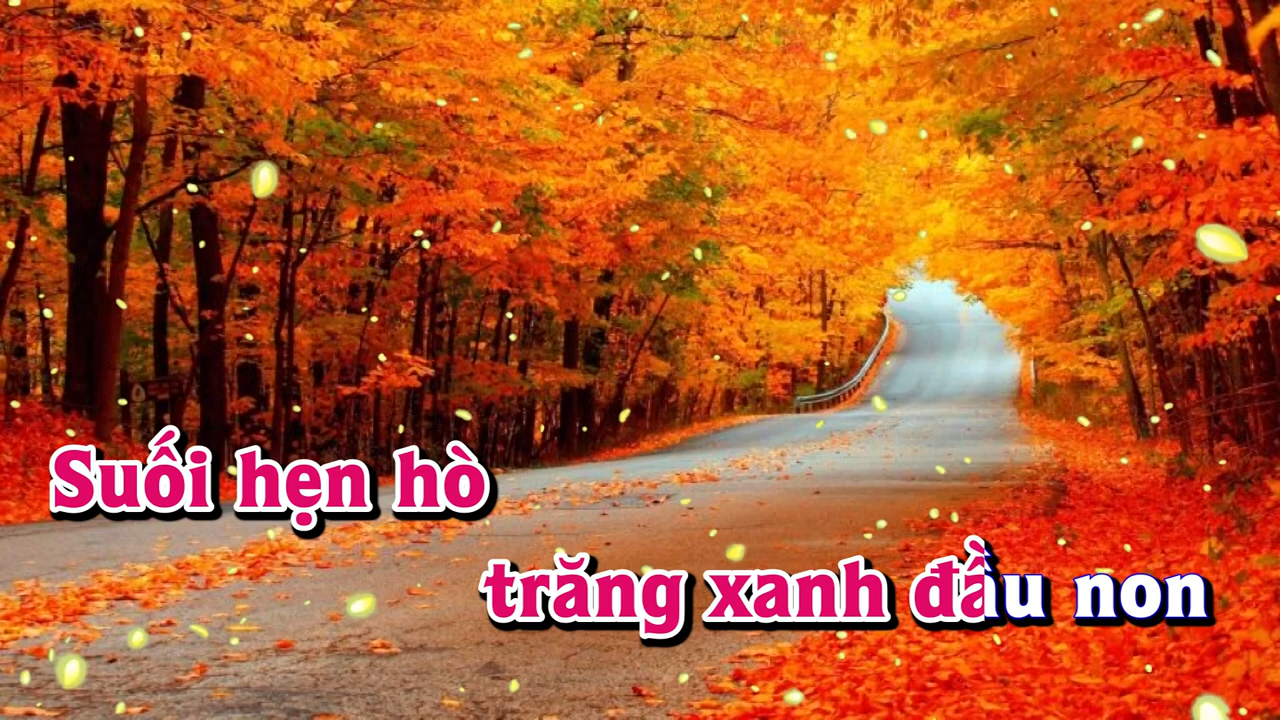 Suối hẹn hò
trăng xanh đầu non